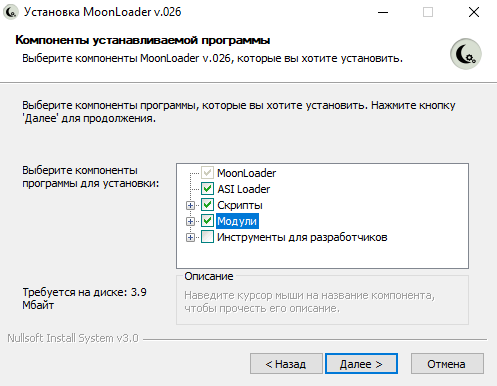 Установка MoonLoader v.026
Компоненты устанавливаемой программы
Выберите компоненты MoonLoader v.026, которые вы хотите установить.
Выберите компоненты программы, которые вы хотите установить. Нажмите кнопку
'Далее' для продолжения.
Выберите компоненты
программы для установки:
MoonLoader
ASI Loader
Скрипты
Модули
Инструменты для разработчиков
Требуется на диске: 3.9
Мбайт
Описание
Наведите курсор мыши на название компонента,
чтобы прочесть его описание.
Nullsoft Install System v3.0
< Назад
Далее >
Отмена